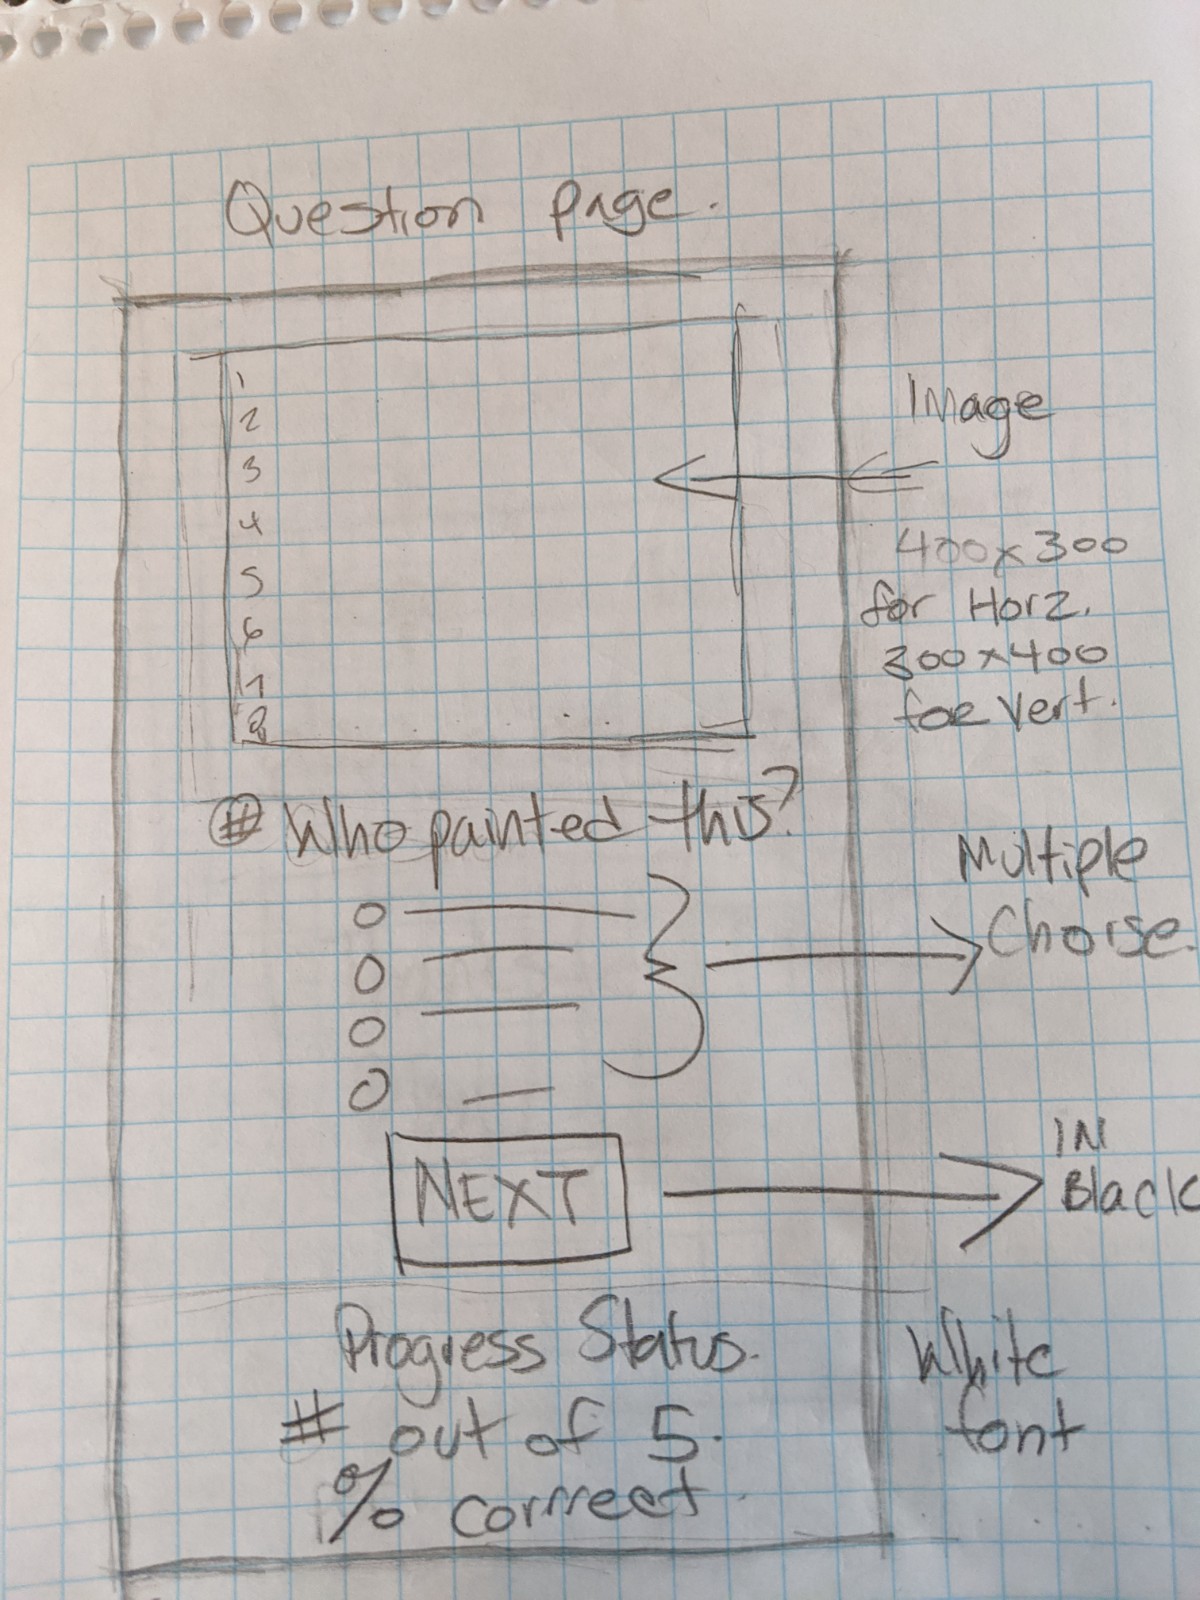 Question page.
1
2
3
4
5
6
7
8
Image
400x300
for Horz.
300x400
for Vert.
# Who painted this?
Multiple
Choise.
NEXT
IN
Black
White
font
Progress Status.
# out of 5.
% correct.